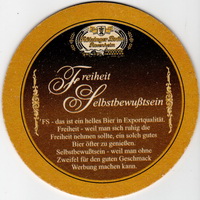 Freiheit
Selbstbewußtsein
'FS - das ist ein helles Bier in Exportqualität.
Freiheit - weil man sich ruhig die
Freiheit nehmen sollte, ein solch gutes
Bier öfter zu genießen.
Selbstbewußtsein - weil man ohne
Zweifel für den guten Geschmack
Werbung machen kann.